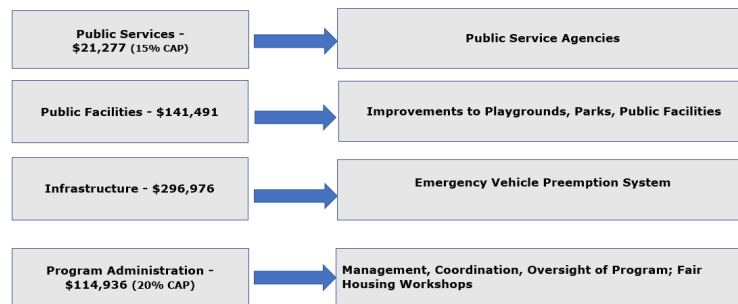 Public Services -
$21,277 (15% CAP)
Public Service Agencies
Public Facilities - $141,491
Improvements to Playgrounds, Parks, Public Facilities
Infrastructure - $296,976
Emergency Vehicle Preemption System
Program Administration -
$114,936 (20% CAP)
Management, Coordination, Oversight of Program; Fair
Housing Workshops